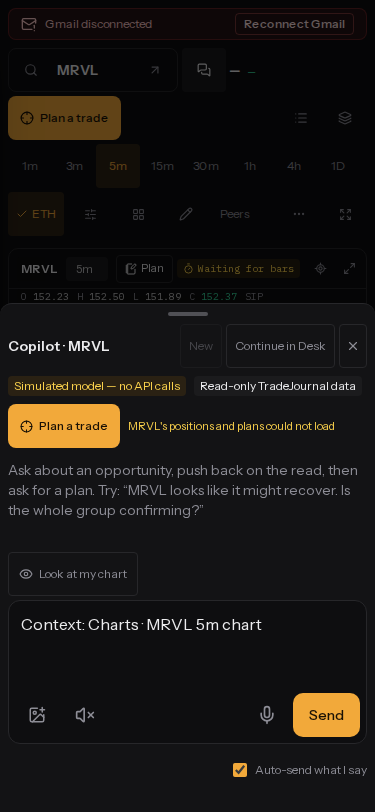 Gmail disconnected
Reconnect Gmail
MRVL
Plan a trade
1m 3m 5m 15m 30m 1h 4h 1D
ETH
Peers
MRVL 5m Plan Waiting for bars
O 152.23 H 152.50 L 151.89 C 152.37 SIP
Copilot · MRVL
New
Continue in Desk
Simulated model — no API calls
Read-only TradeJournal data
Plan a trade
MRVL's positions and plans could not load
Ask about an opportunity, push back on the read, then
ask for a plan. Try: “MRVL looks like it might recover. Is
the whole group confirming?”
Look at my chart
Context: Charts · MRVL 5m chart
Send
Auto-send what I say